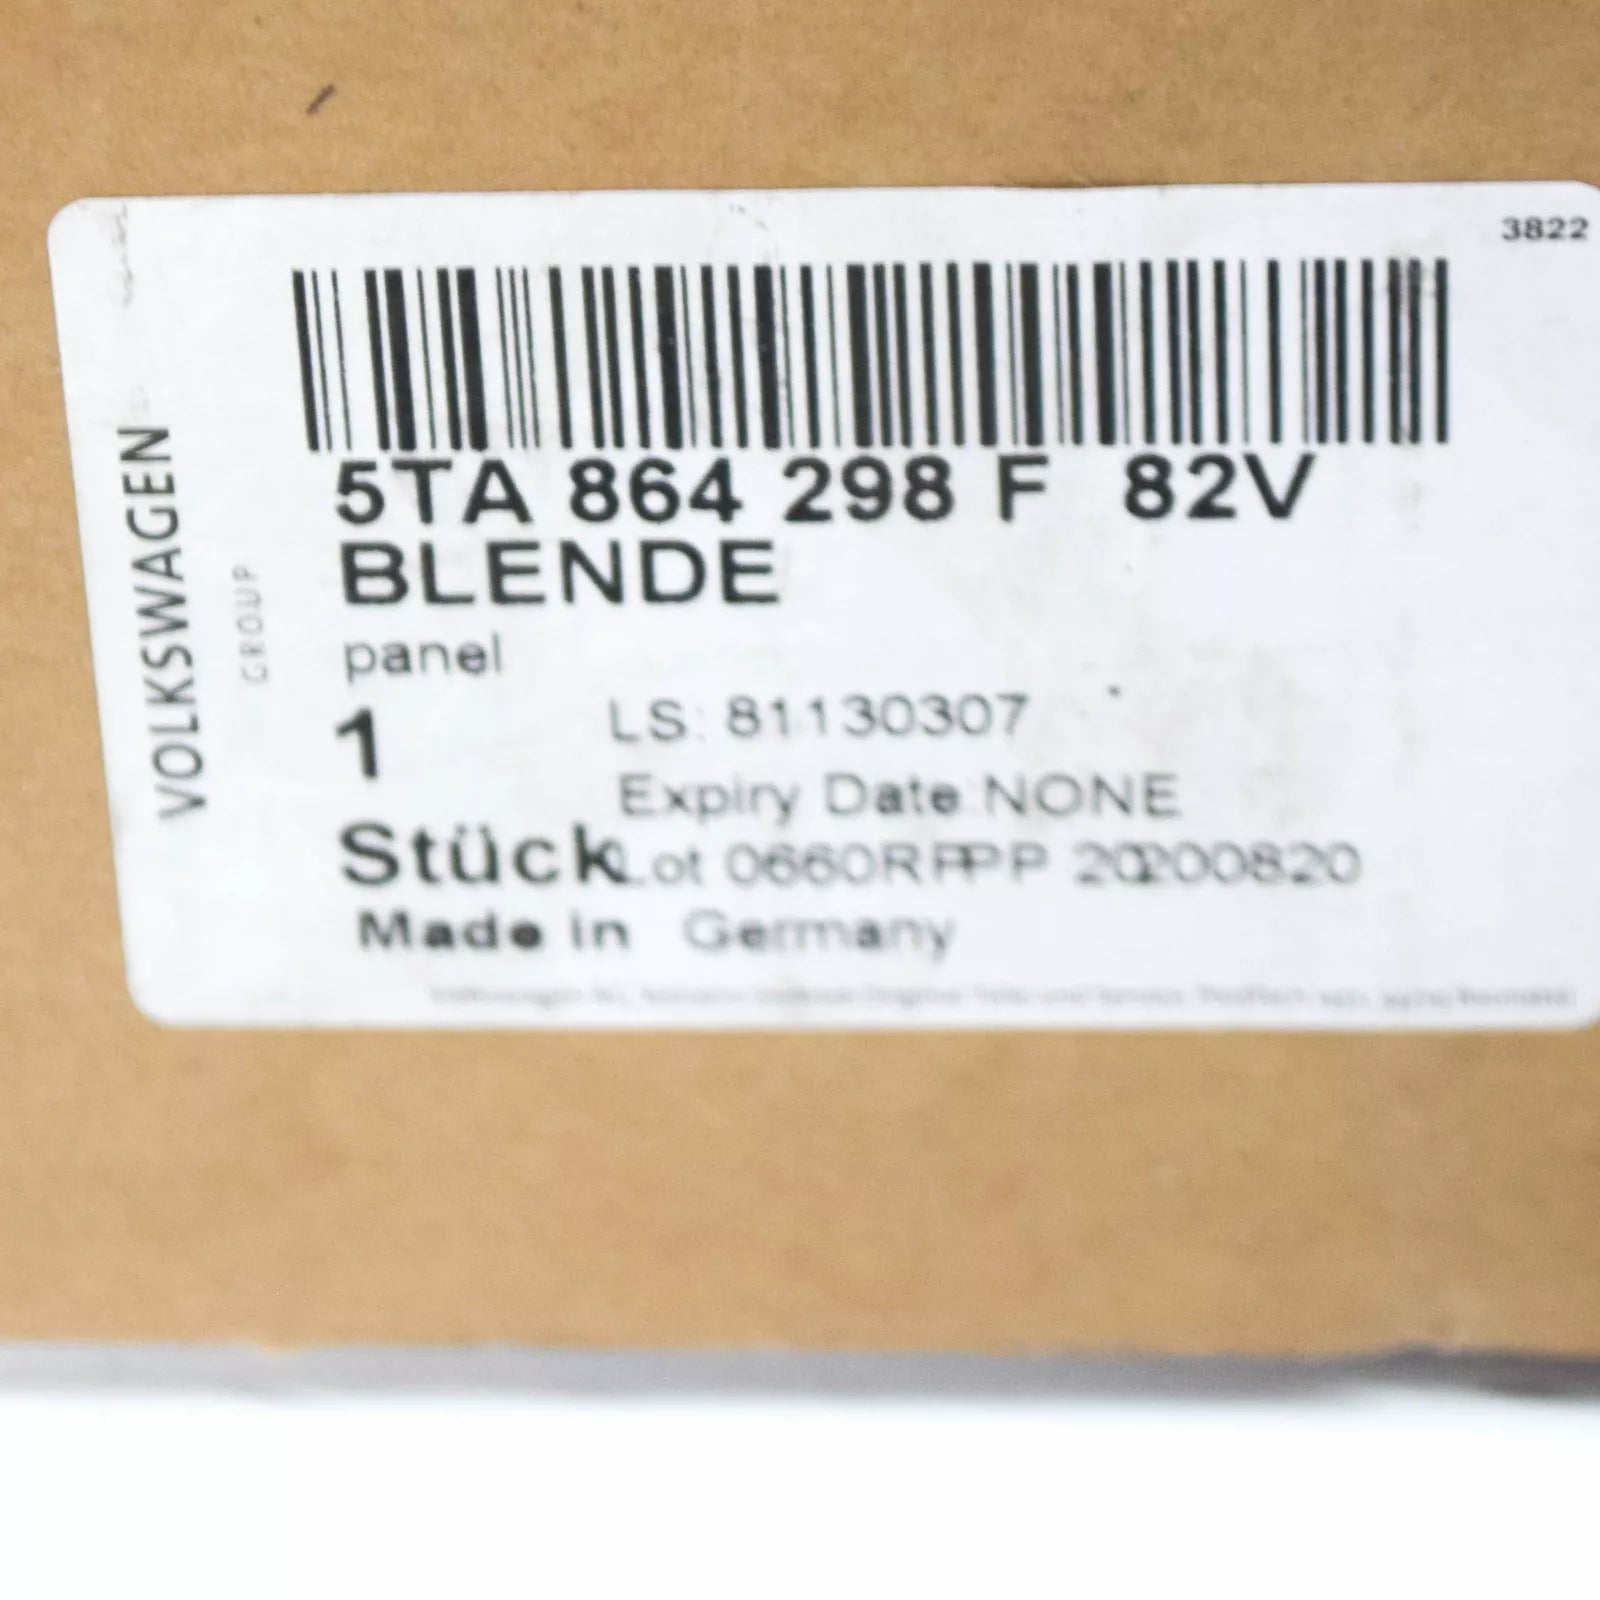 3822
5TA 864 298 F 82V
BLENDE
panel
1
LS: 81130307
Expiry Date:NONE
Stück
Lot 0660R 20200820
Made in Germany
VOLKSWAGEN
GROUP